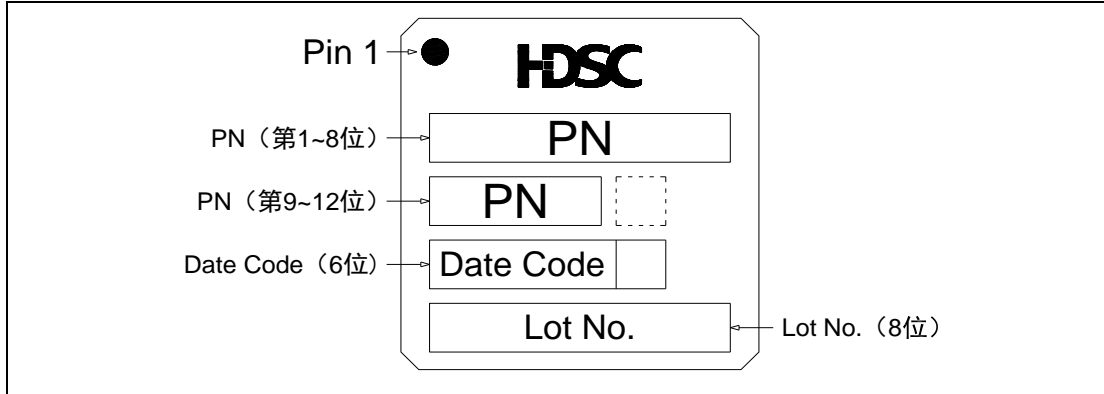 Pin 1
HDSC
PN（第1~8位）
PN
PN（第9~12位）
PN
Date Code（6位）
Date Code
Lot No.
Lot No.（8位）